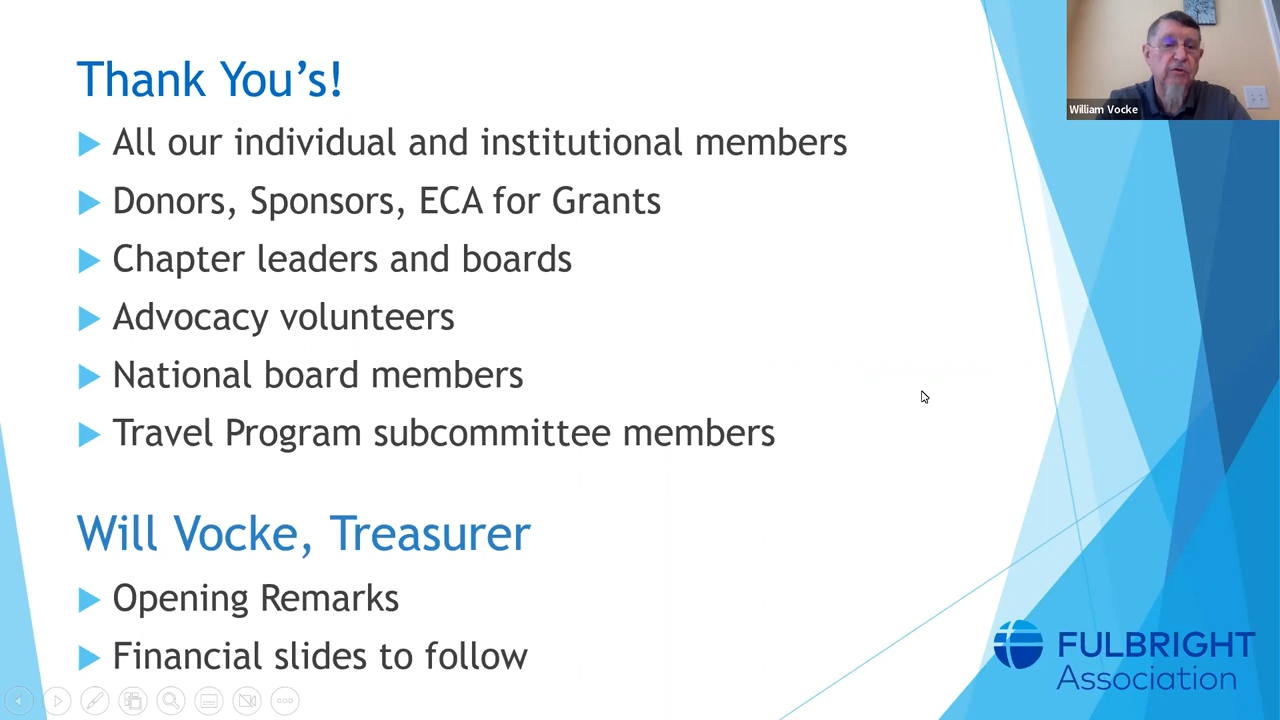 Thank You's!
All our individual and institutional members
Donors, Sponsors, ECA for Grants
Chapter leaders and boards
Advocacy volunteers
National board members
Travel Program subcommittee members
Will Vocke, Treasurer
Opening Remarks
Financial slides to follow
William Vocke
FULBRIGHT
Association